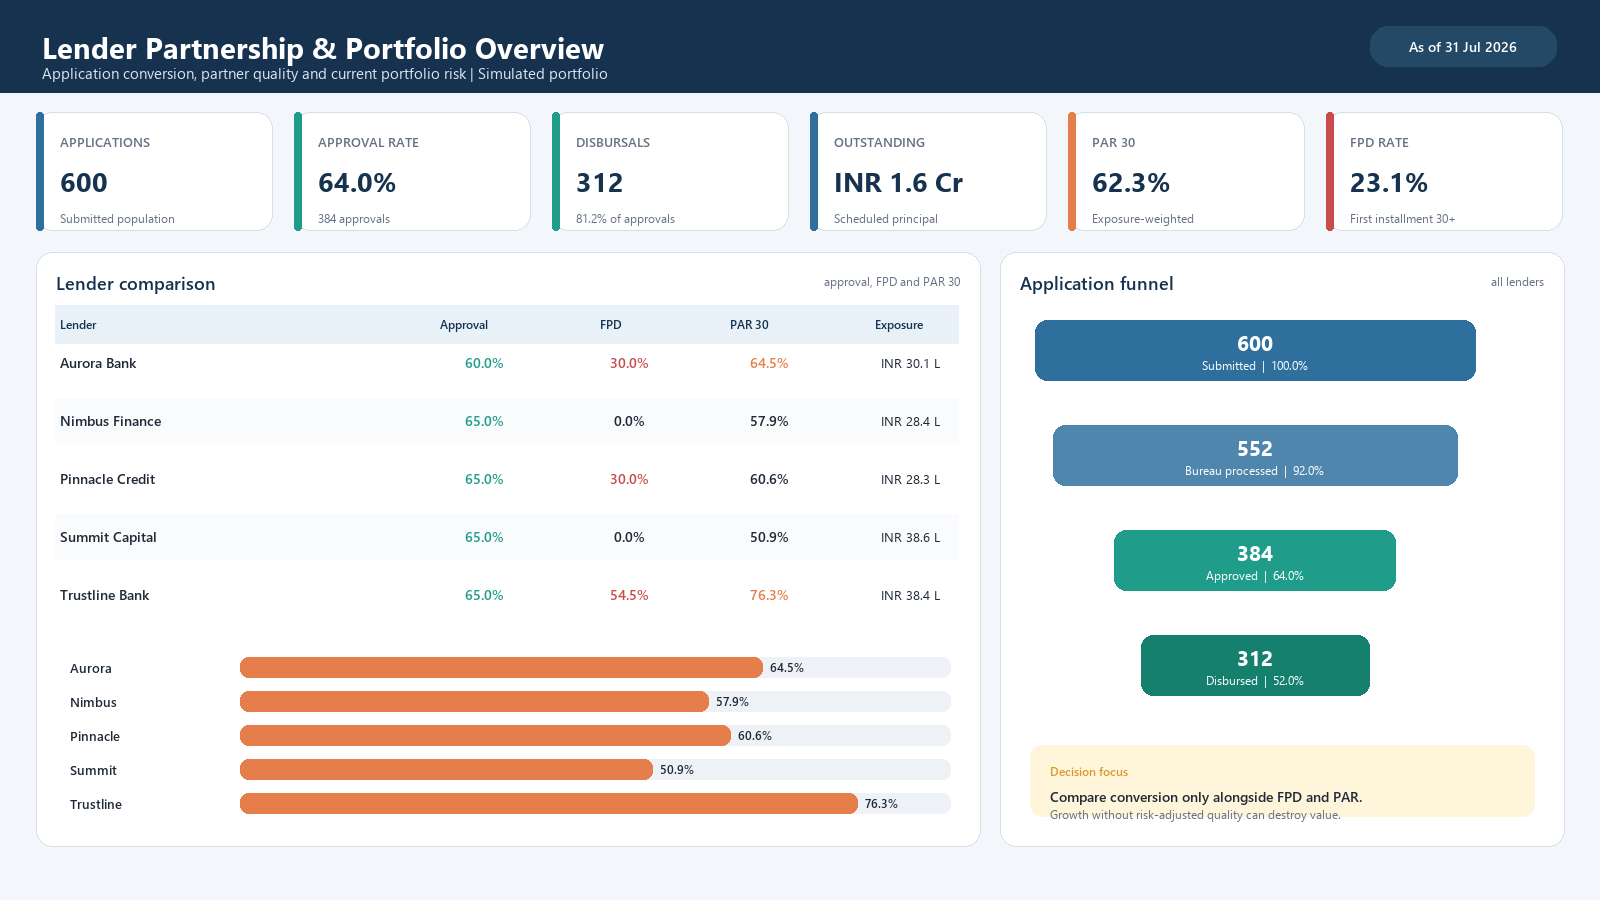 Lender Partnership & Portfolio Overview
Application conversion, partner quality and current portfolio risk | Simulated portfolio
As of 31 Jul 2026
APPLICATIONS
600
Submitted population
APPROVAL RATE
64.0%
384 approvals
DISBURSALS
312
81.2% of approvals
OUTSTANDING
INR 1.6 Cr
Scheduled principal
PAR 30
62.3%
Exposure-weighted
FPD RATE
23.1%
First installment 30+
Lender comparison
approval, FPD and PAR 30
Lender Approval FPD PAR 30 Exposure
Aurora Bank 60.0% 30.0% 64.5% INR 30.1 L
Nimbus Finance 65.0% 0.0% 57.9% INR 28.4 L
Pinnacle Credit 65.0% 30.0% 60.6% INR 28.3 L
Summit Capital 65.0% 0.0% 50.9% INR 38.6 L
Trustline Bank 65.0% 54.5% 76.3% INR 38.4 L
Aurora 64.5%
Nimbus 57.9%
Pinnacle 60.6%
Summit 50.9%
Trustline 76.3%
Application funnel
all lenders
600
Submitted | 100.0%
552
Bureau processed | 92.0%
384
Approved | 64.0%
312
Disbursed | 52.0%
Decision focus
Compare conversion only alongside FPD and PAR.
Growth without risk-adjusted quality can destroy value.